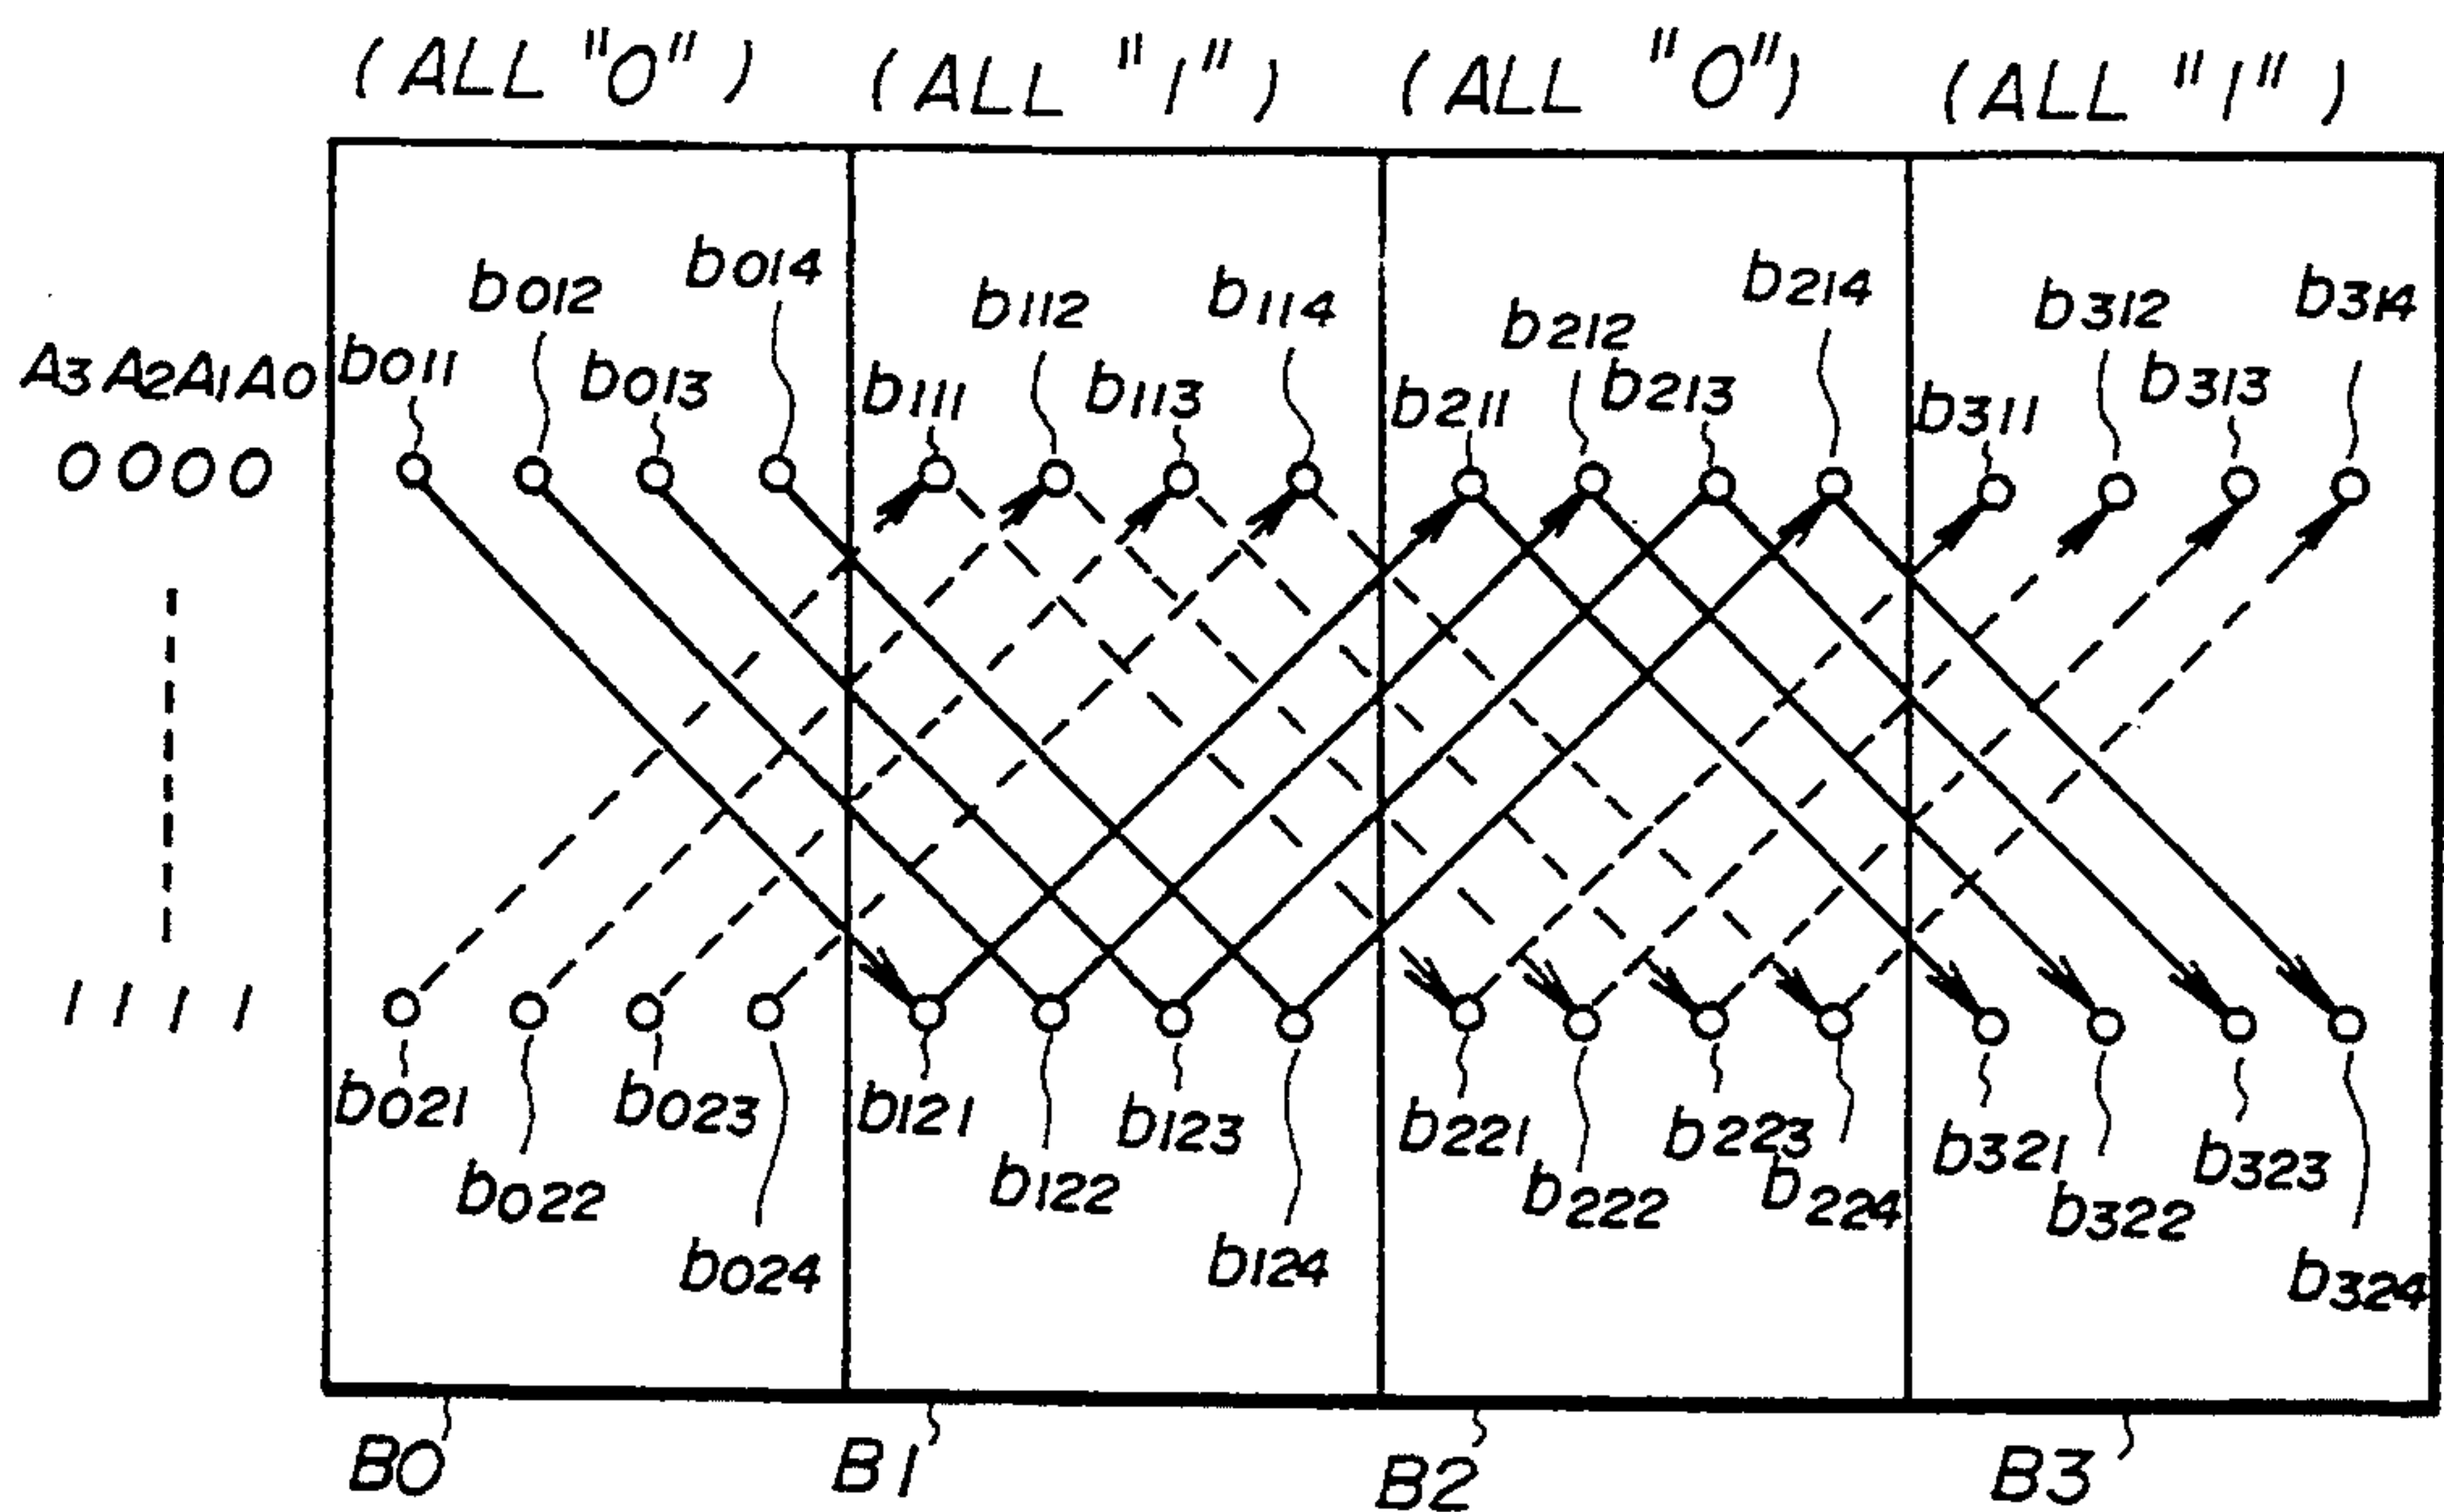 (ALL "0") (ALL "1") (ALL "0") (ALL "1")
b014 b214
b012 b112 b114 b212 b312 b314
A3 A2 A1 A0 b011 b013 b111 b113 b211 b213 b311 b313
0 0 0 0
1 1 1 1
b021 b023 b121 b123 b221 b223 b321 b323
b022 b122 b222 b224 b322
b024 b124 b324
B0 B1 B2 B3